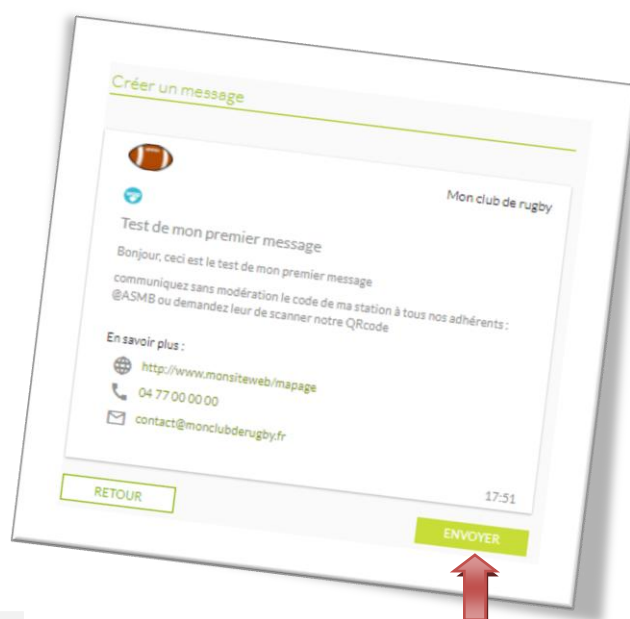 Créer un message
Mon club de rugby
Test de mon premier message
Bonjour, ceci est le test de mon premier message
communiquez sans modération le code de ma station à tous nos adhérents :
@ASMB ou demandez leur de scanner notre QRcode
En savoir plus :
http://www.monsiteweb/mapage
04 77 00 00 00
contact@monclubderugby.fr
17:51
RETOUR
ENVOYER